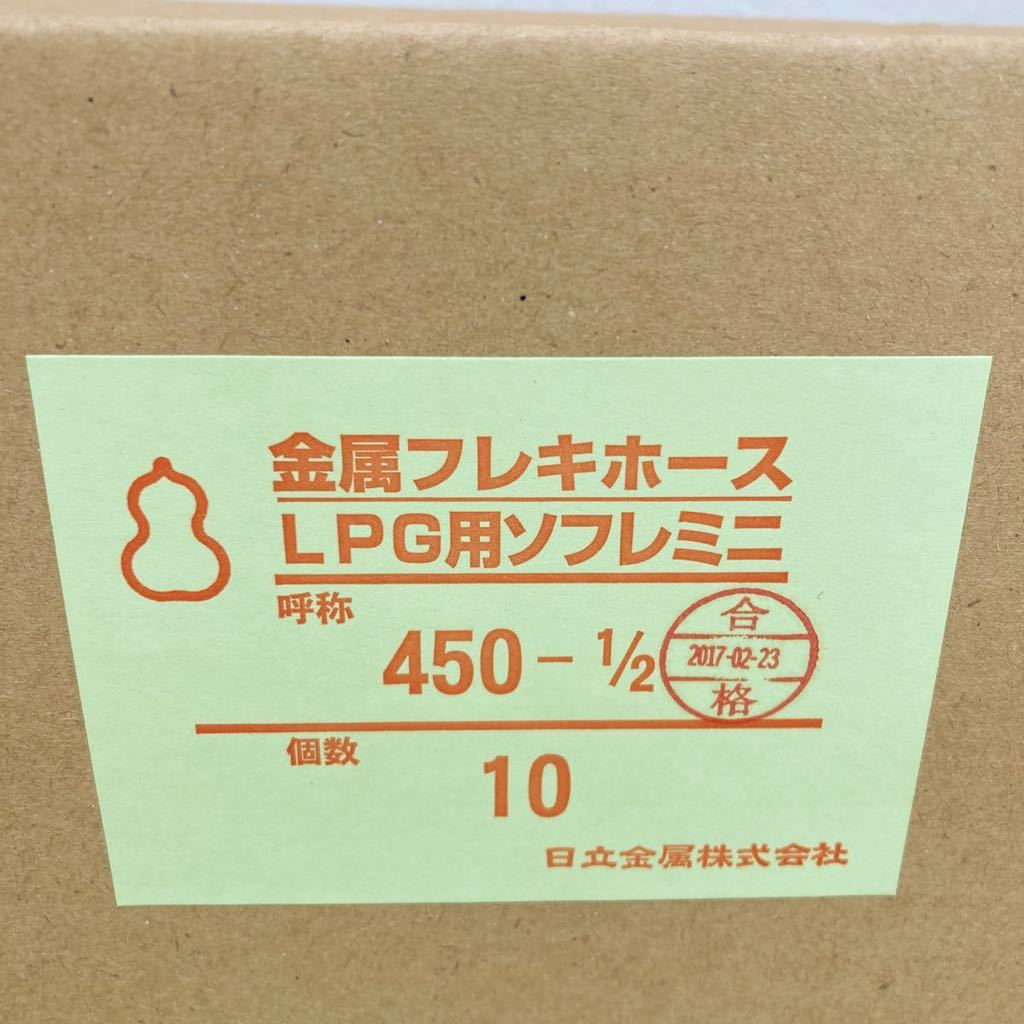 金属フレキホース
LPG用ソフレミニ
呼称
450－1/2
合
2017-02-23
格
個数
10
日立金属株式会社